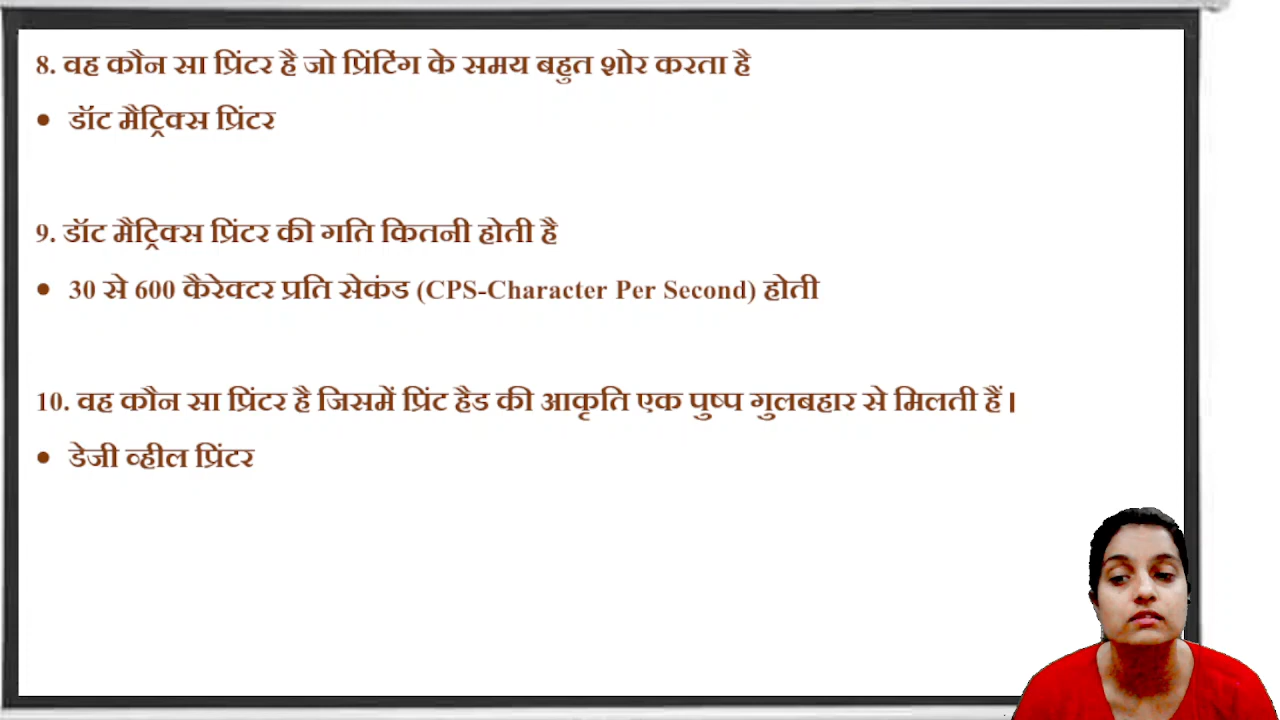 8. वह कौन सा प्रिंटर है जो प्रिंटिंग के समय बहुत शोर करता है
• डॉट मैट्रिक्स प्रिंटर
9. डॉट मैट्रिक्स प्रिंटर की गति कितनी होती है
• 30 से 600 कैरेक्टर प्रति सेकंड (CPS-Character Per Second) होती
10. वह कौन सा प्रिंटर है जिसमें प्रिंट हैड की आकृति एक पुष्प गुलबहार से मिलती हैं।
• डेजी व्हील प्रिंटर